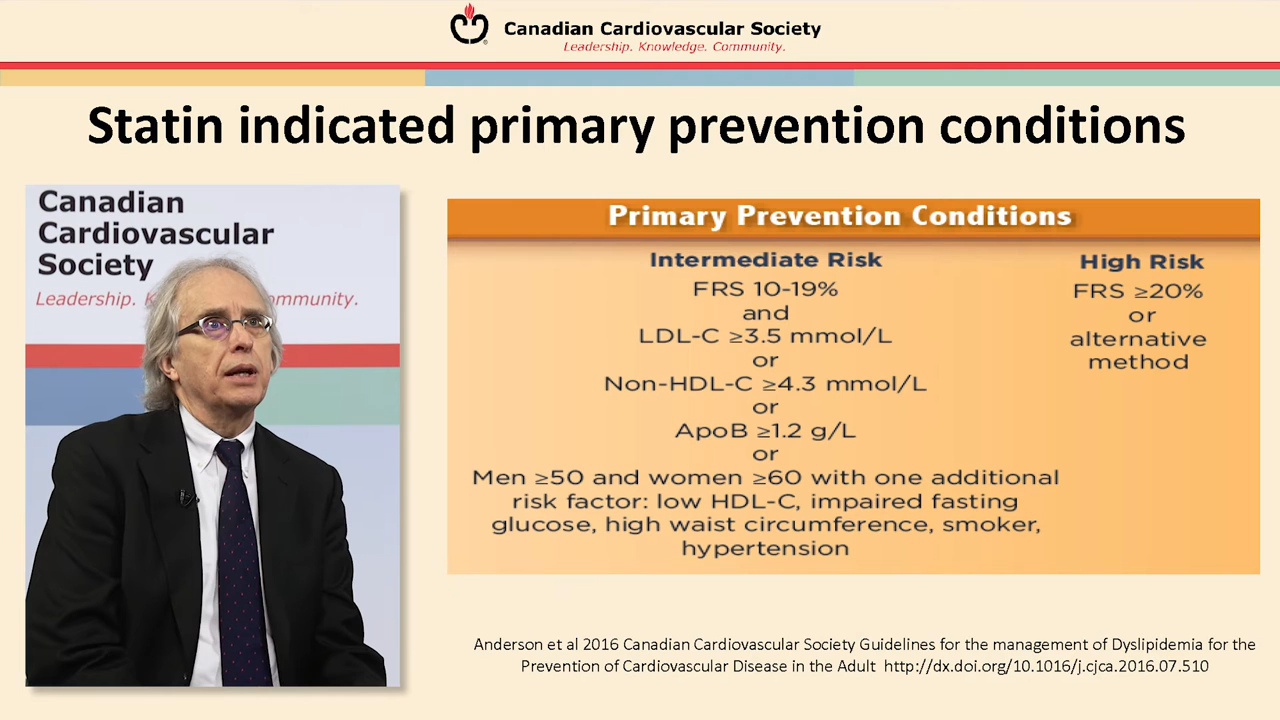 Canadian Cardiovascular Society
Leadership. Knowledge. Community.
Statin indicated primary prevention conditions
Canadian
Cardiovascular
Society
Leadership. K ommunity.
Primary Prevention Conditions
Intermediate Risk
FRS 10-19%
and
LDL-C ≥3.5 mmol/L
or
Non-HDL-C ≥4.3 mmol/L
or
ApoB ≥1.2 g/L
or
Men ≥50 and women ≥60 with one additional
risk factor: low HDL-C, impaired fasting
glucose, high waist circumference, smoker,
hypertension
High Risk
FRS ≥20%
or
alternative
method
Anderson et al 2016 Canadian Cardiovascular Society Guidelines for the management of Dyslipidemia for the
Prevention of Cardiovascular Disease in the Adult http://dx.doi.org/10.1016/j.cjca.2016.07.510